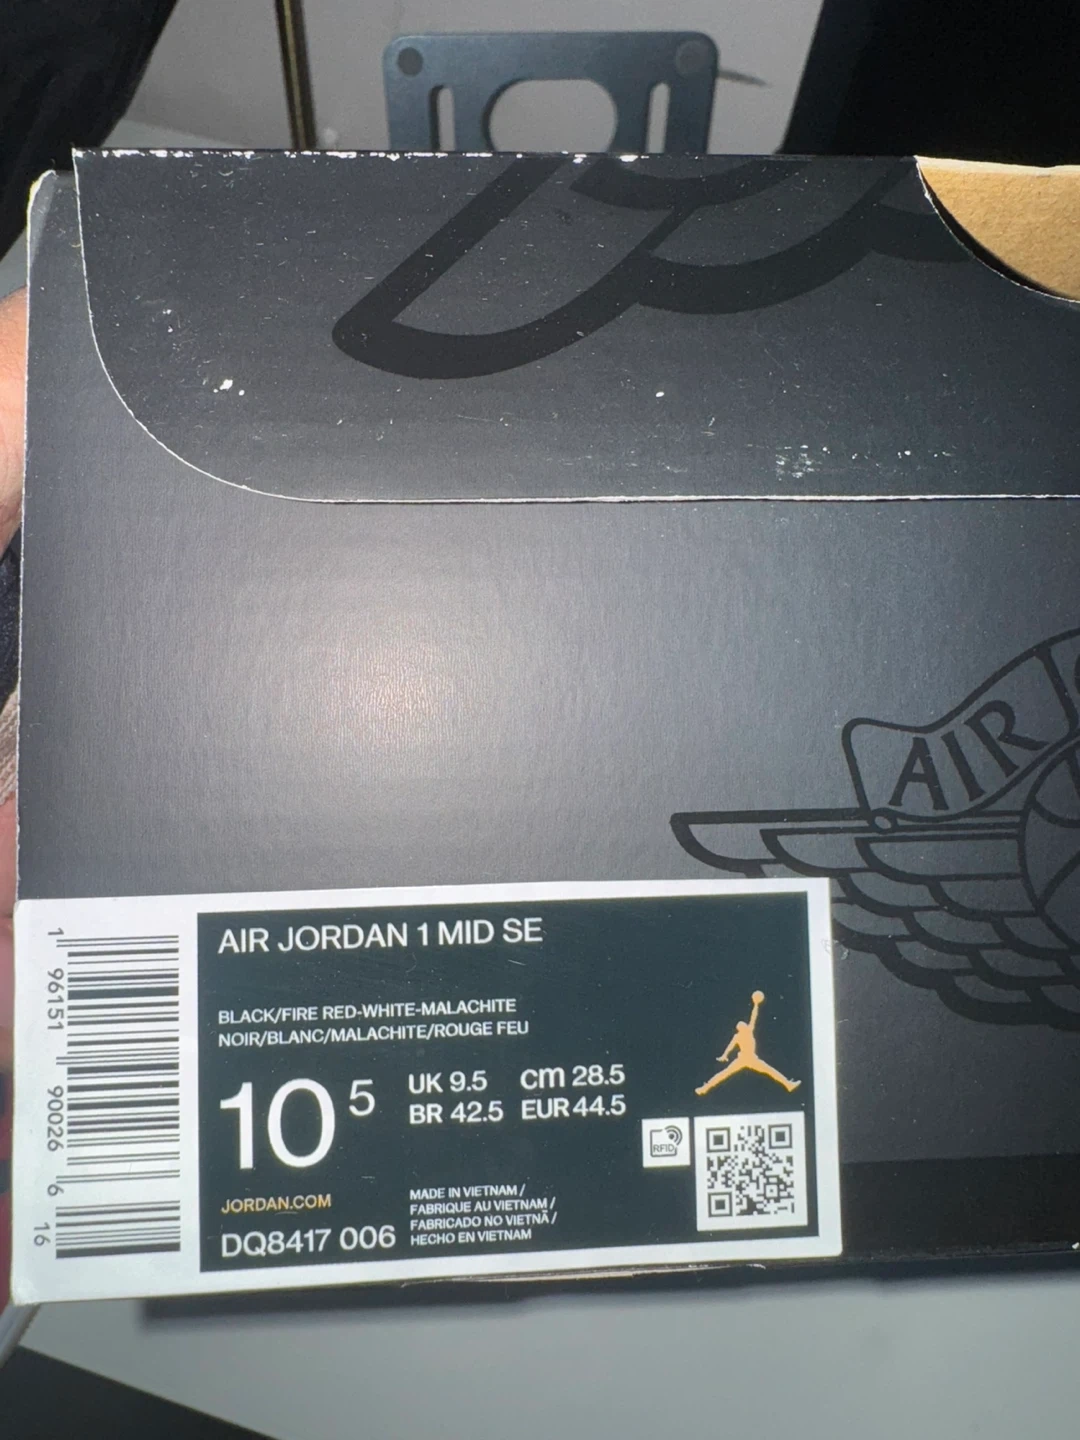 AIR JO
AIR JORDAN 1 MID SE
BLACK/FIRE RED-WHITE-MALACHITE
NOIR/BLANC/MALACHITE/ROUGE FEU
10 5
UK 9.5 cm 28.5
BR 42.5 EUR 44.5
RFID
JORDAN.COM
DQ8417 006
MADE IN VIETNAM /
FABRIQUE AU VIETNAM /
FABRICADO NO VIETNÃ /
HECHO EN VIETNAM
1 96151 90026 6 16